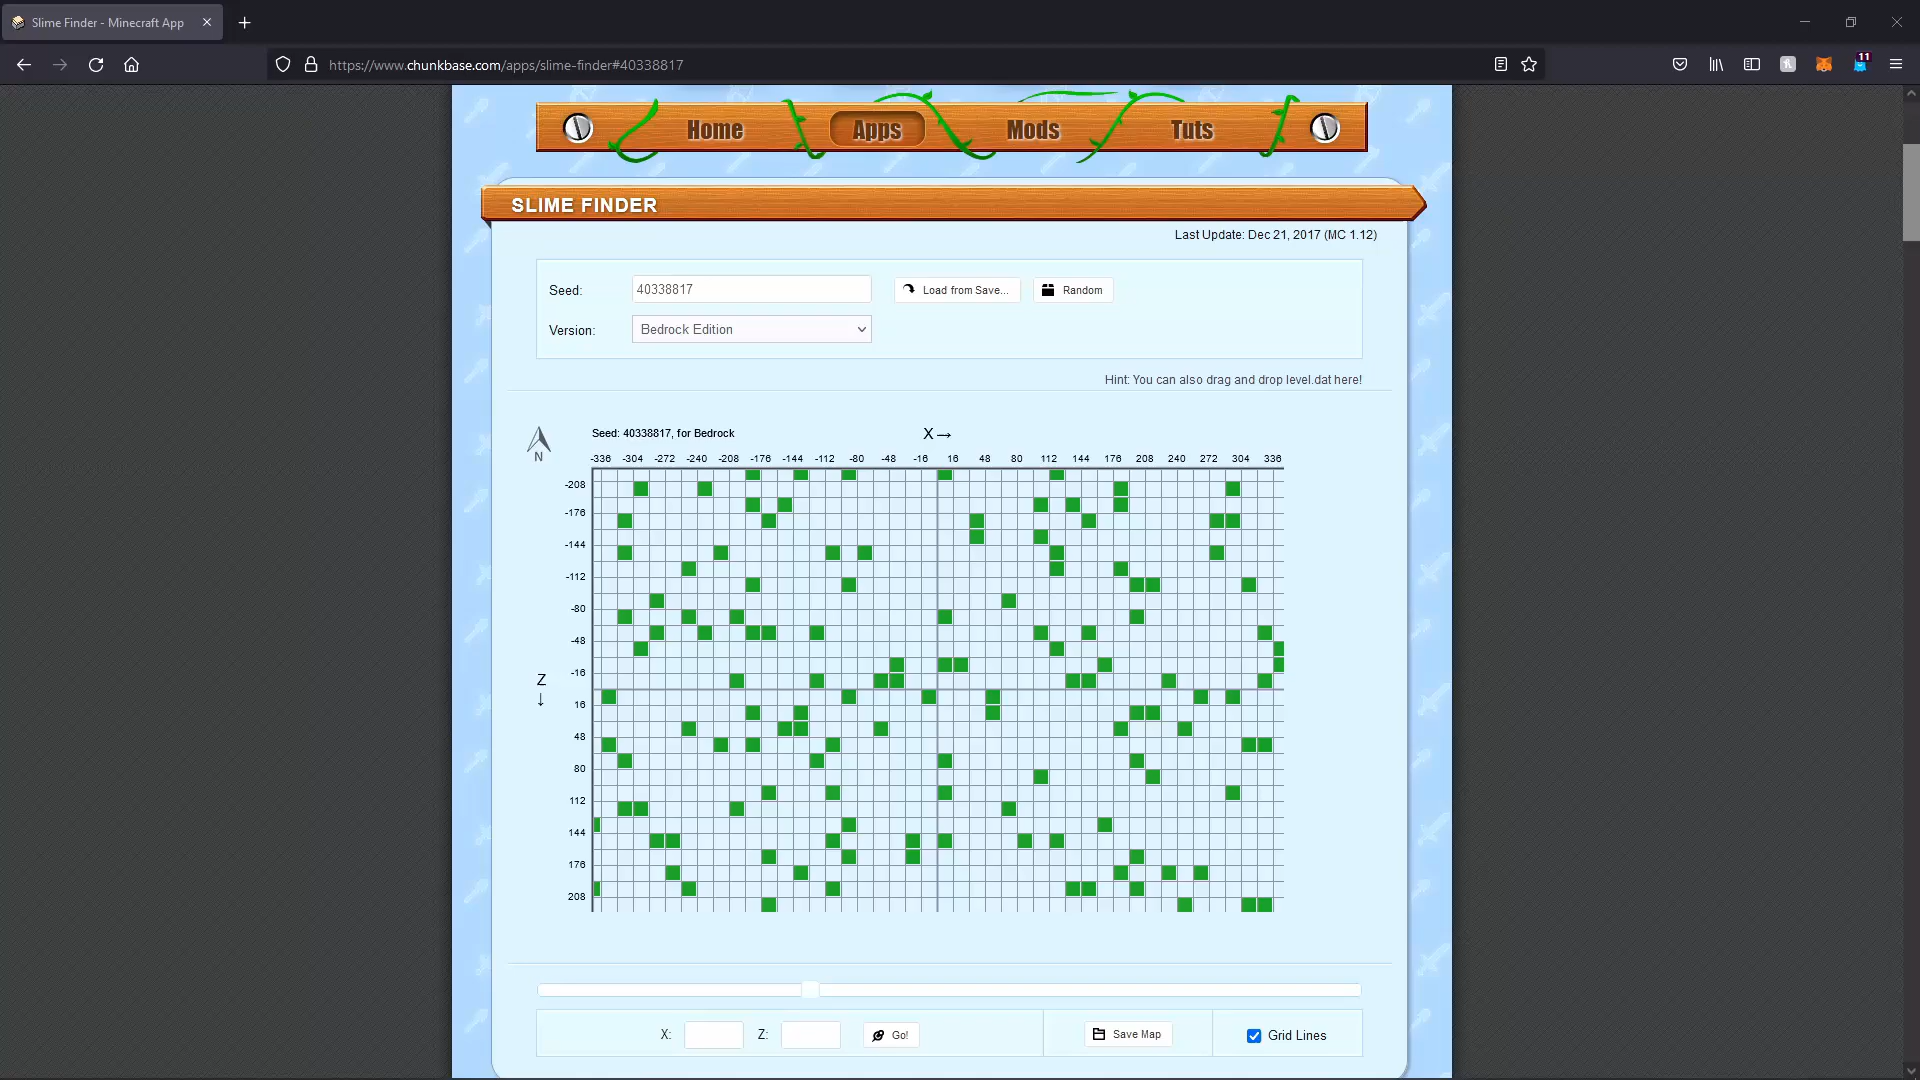 Slime Finder - Minecraft App
11
https://www.chunkbase.com/apps/slime-finder#40338817
Home Apps Mods Tuts
SLIME FINDER
Last Update: Dec 21, 2017 (MC 1.12)
Seed: 40338817 Load from Save... Random
Version: Bedrock Edition
Hint: You can also drag and drop level.dat here!
N
Seed: 40338817, for Bedrock X→
-336 -304 -272 -240 -208 -176 -144 -112 -80 -48 -16 16 48 80 112 144 176 208 240 272 304 336
-208
-176
-144
-112
-80
-48
-16
Z
↓
16
48
80
112
144
176
208
X: Z: Go! Save Map Grid Lines